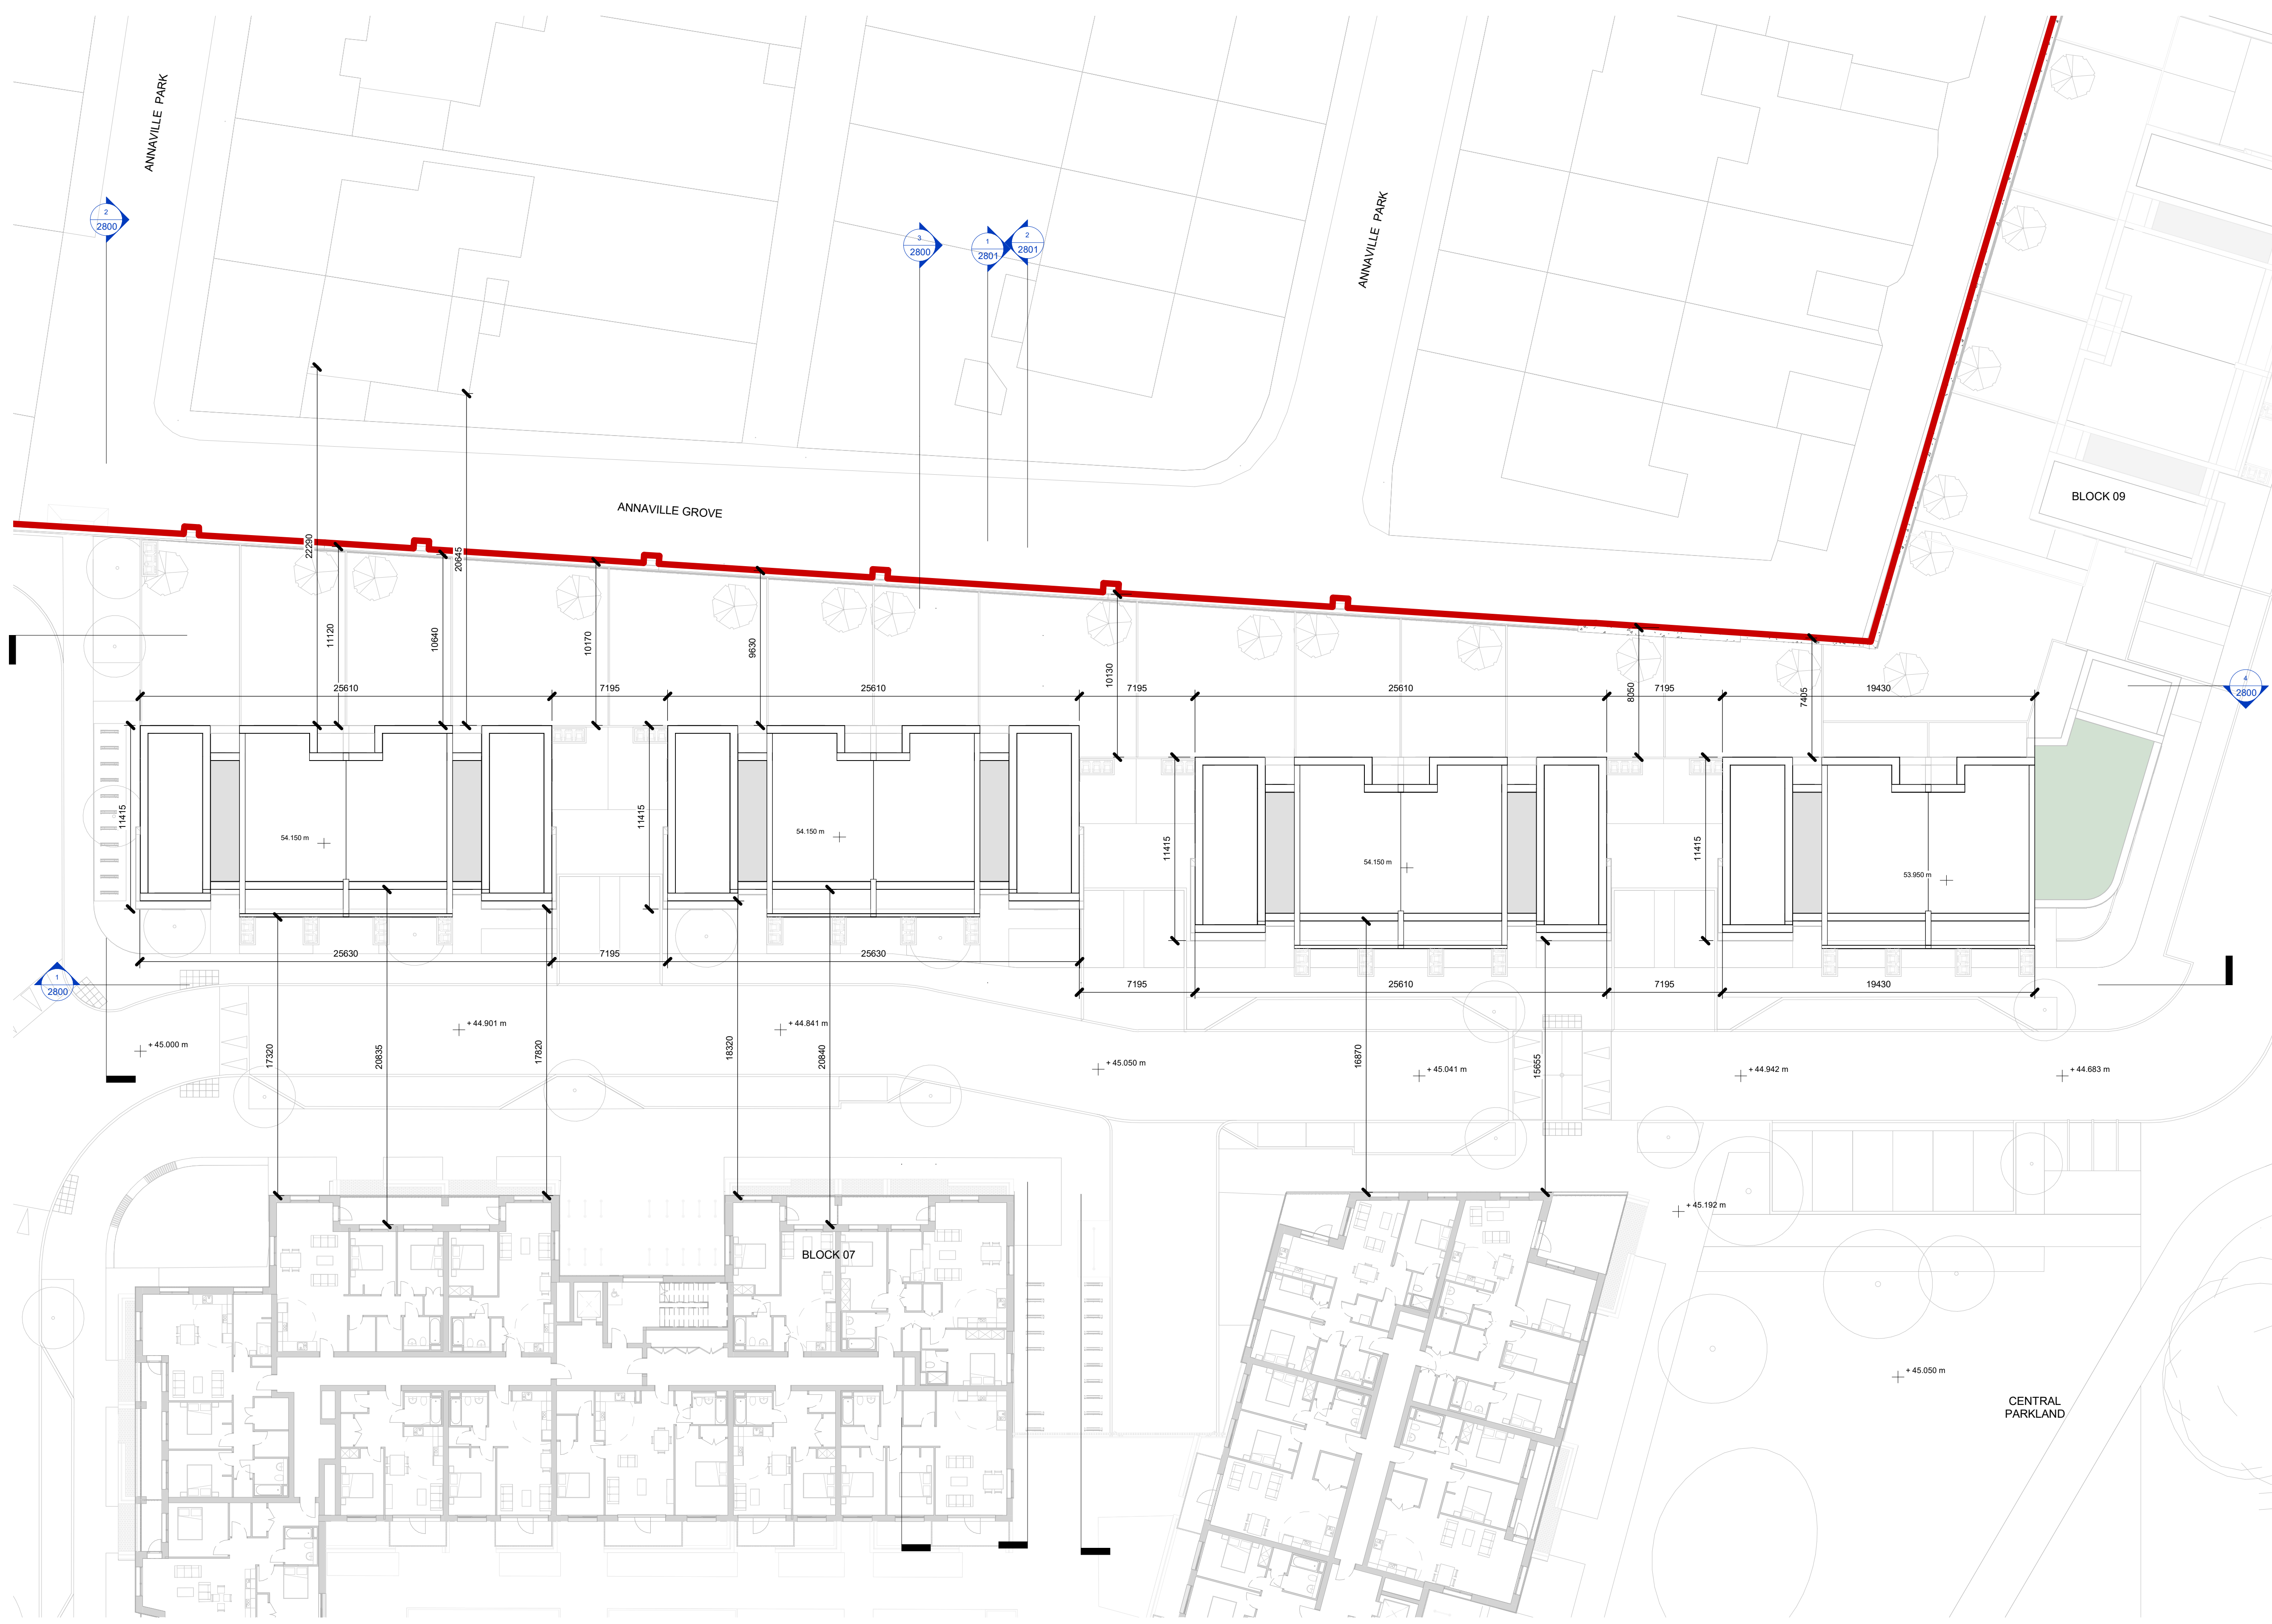 ANNAVILLE PARK
ANNAVILLE PARK
2
2800
3
2800
1
2801
2
2801
ANNAVILLE GROVE
BLOCK 09
22290
20645
11120
10640
10170
9630
10130
8050
7405
25610
7195
25610
7195
25610
7195
19430
4
2800
11415
11415
11415
11415
54.150 m
54.150 m
54.150 m
53.950 m
25630
7195
25630
7195
25610
7195
19430
1
2800
+ 45.000 m
+ 44.901 m
+ 44.841 m
+ 45.050 m
+ 45.041 m
+ 44.942 m
+ 44.683 m
17320
20835
17820
18320
20840
16870
15655
+ 45.192 m
BLOCK 07
+ 45.050 m
CENTRAL
PARKLAND